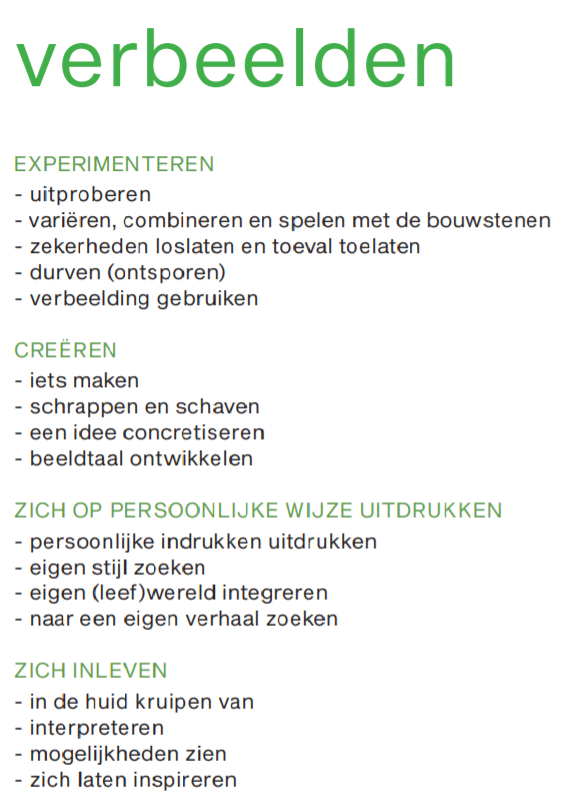 verbeelden
EXPERIMENTEREN
- uitproberen
- variëren, combineren en spelen met de bouwstenen
- zekerheden loslaten en toeval toelaten
- durven (ontsporen)
- verbeelding gebruiken
CREËREN
- iets maken
- schrappen en schaven
- een idee concretiseren
- beeldtaal ontwikkelen
ZICH OP PERSOONLIJKE WIJZE UITDRUKKEN
- persoonlijke indrukken uitdrukken
- eigen stijl zoeken
- eigen (leef)wereld integreren
- naar een eigen verhaal zoeken
ZICH INLEVEN
- in de huid kruipen van
- interpreteren
- mogelijkheden zien
- zich laten inspireren